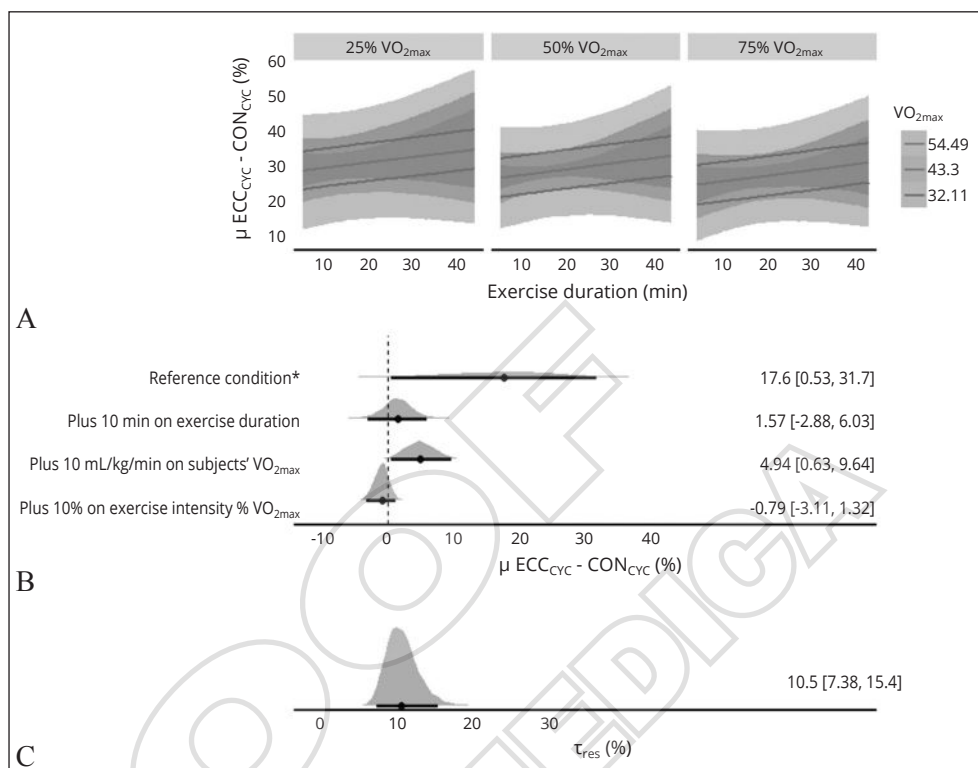 25% VO2max 50% VO2max 75% VO2max
μ ECCCYC - CONCYC (%)
60
50
40
30
20
10
VO2max
54.49
43.3
32.11
10 20 30 40 10 20 30 40 10 20 30 40
Exercise duration (min)
A
Reference condition* 17.6 [0.53, 31.7]
Plus 10 min on exercise duration 1.57 [-2.88, 6.03]
Plus 10 mL/kg/min on subjects' VO2max 4.94 [0.63, 9.64]
Plus 10% on exercise intensity % VO2max -0.79 [-3.11, 1.32]
-10 0 10 20 30 40
μ ECCCYC - CONCYC (%)
B
10.5 [7.38, 15.4]
0 10 20 30
τres (%)
C
OOF
MEDICA